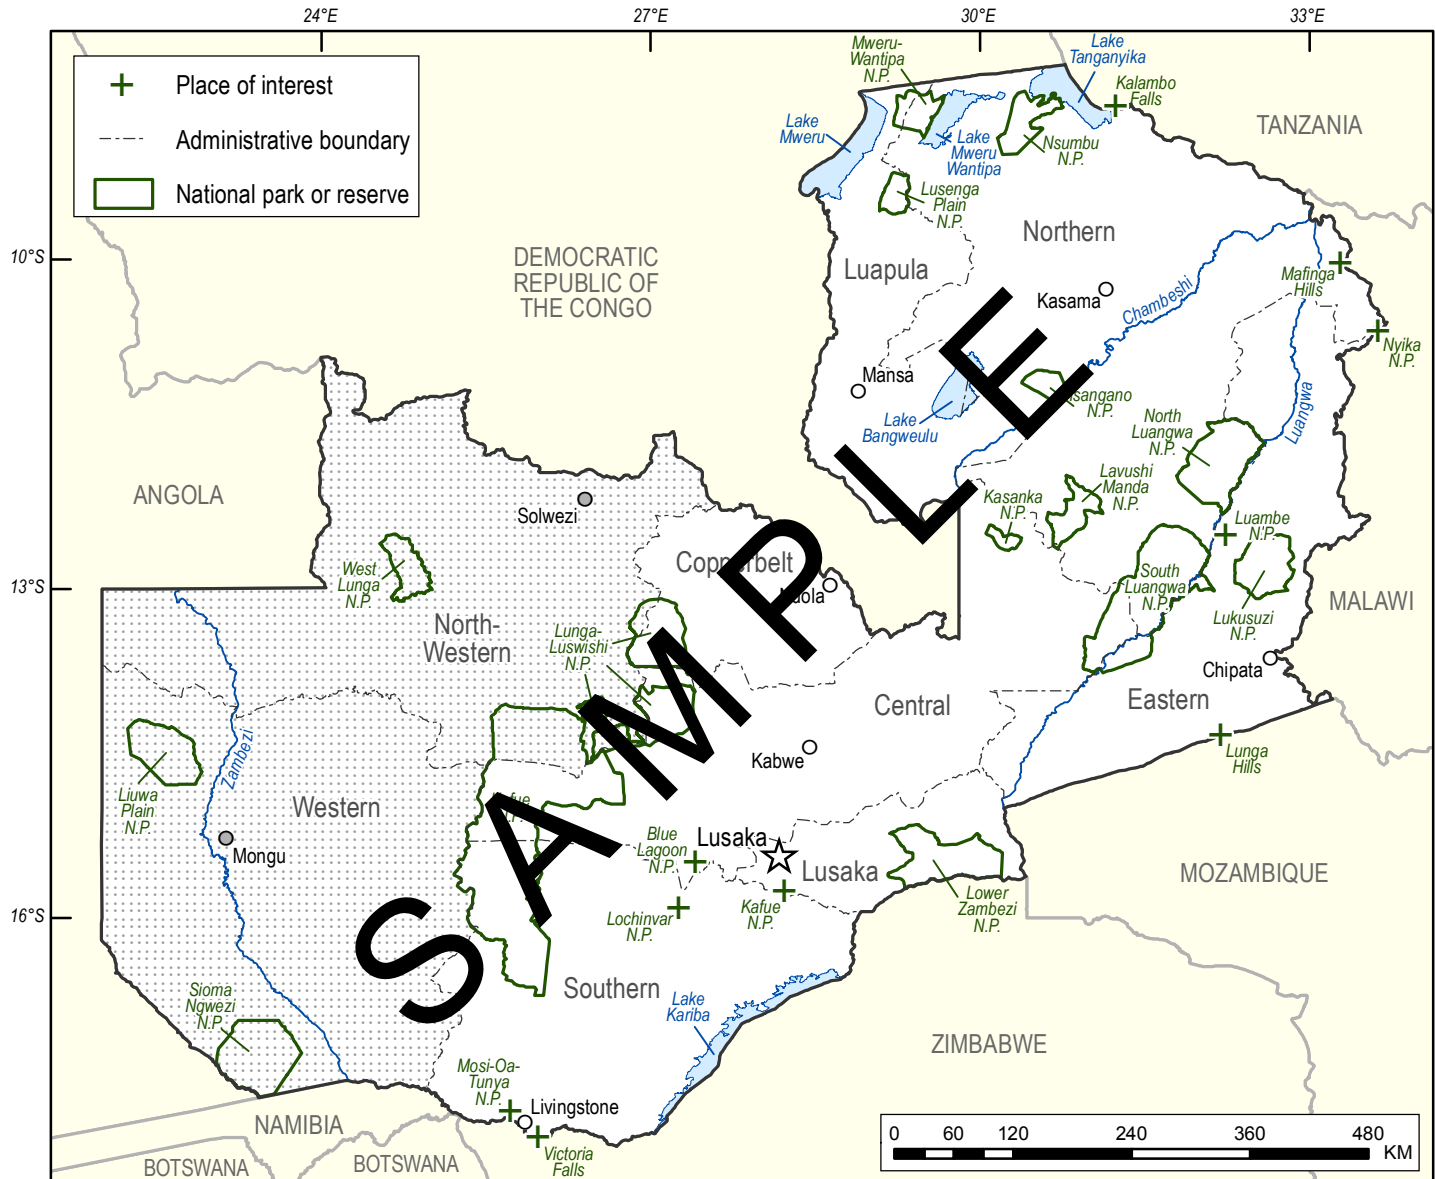 24°E
27°E
30°E
33°E
10°S
13°S
16°S
Place of interest
Administrative boundary
National park or reserve
Mweru-
Wantipa
N.P.
Lake
Tanganyika
Kalambo
Falls
TANZANIA
Lake
Mweru
Lake
Mweru
Wantipa
Nsumbu
N.P.
Lusenga
Plain
N.P.
Northern
Luapula
DEMOCRATIC
REPUBLIC OF
THE CONGO
Kasama
Chambeshi
Mafinga
Hills
Nyika
N.P.
Mansa
Lake
Bangweulu
N.P.
North
Luangwa
N.P.
Luangwa
ANGOLA
Solwezi
Kasanka
N.P.
Lavushi
Manda
N.P.
Luambe
N.P.
Copperbelt
West
Lunga
N.P.
South
Luangwa
N.P.
Lukusuzi
N.P.
MALAWI
North-
Western
Lunga-
Luswishi
N.P.
Chipata
Eastern
Central
Kabwe
Lunga
Hills
Zambezi
Liuwa
Plain
N.P.
Western
Mongu
Blue
Lagoon
N.P.
Lusaka
Lusaka
Lochinvar
N.P.
Kafue
N.P.
Lower
Zambezi
N.P.
MOZAMBIQUE
Southern
Sioma
Ngwezi
N.P.
Lake
Kariba
ZIMBABWE
Mosi-Oa-
Tunya
N.P.
Livingstone
Victoria
Falls
NAMIBIA
BOTSWANA
BOTSWANA
0 60 120 240 360 480
KM
SAMPLE